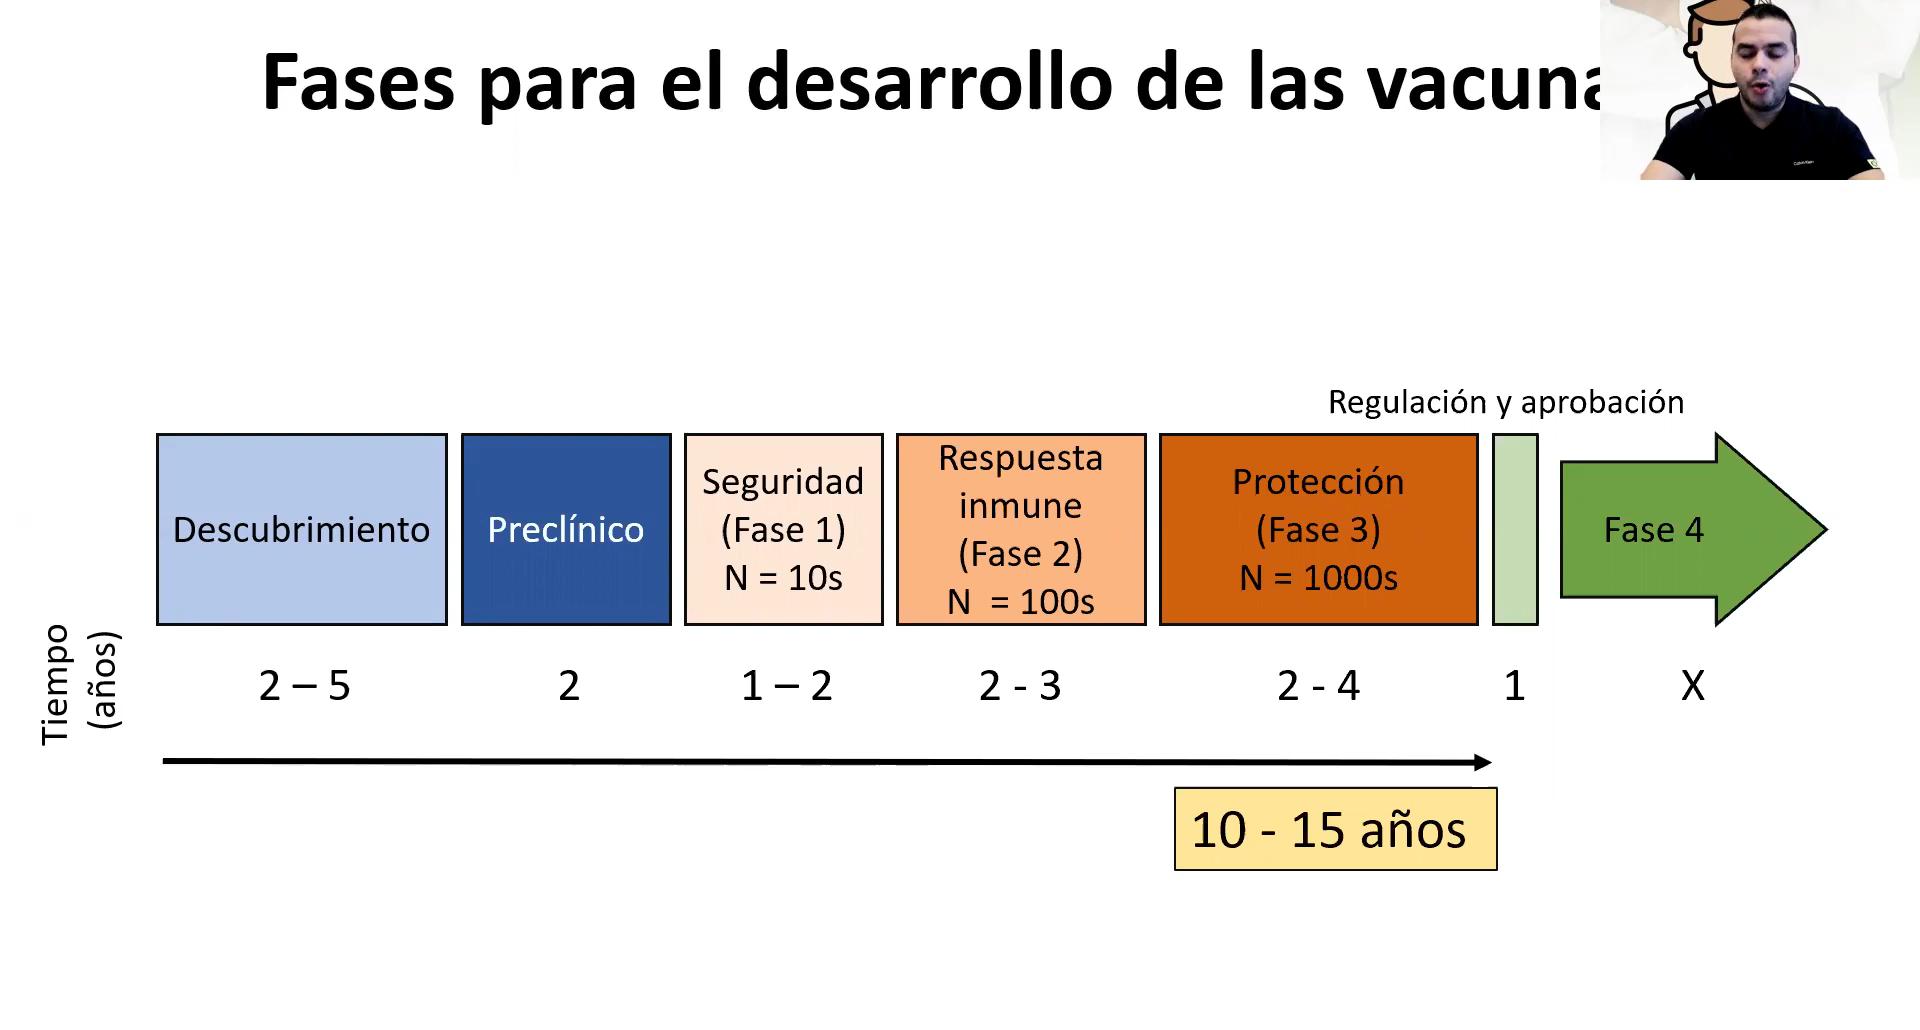 Fases para el desarrollo de las vacuna
Regulación y aprobación
Descubrimiento
Preclínico
Seguridad
(Fase 1)
N = 10s
Respuesta
inmune
(Fase 2)
N  = 100s
Protección
(Fase 3)
N = 1000s
Fase 4
Tiempo
(años)
2 – 5
2
1 – 2
2 - 3
2 - 4
1
X
10 - 15 años